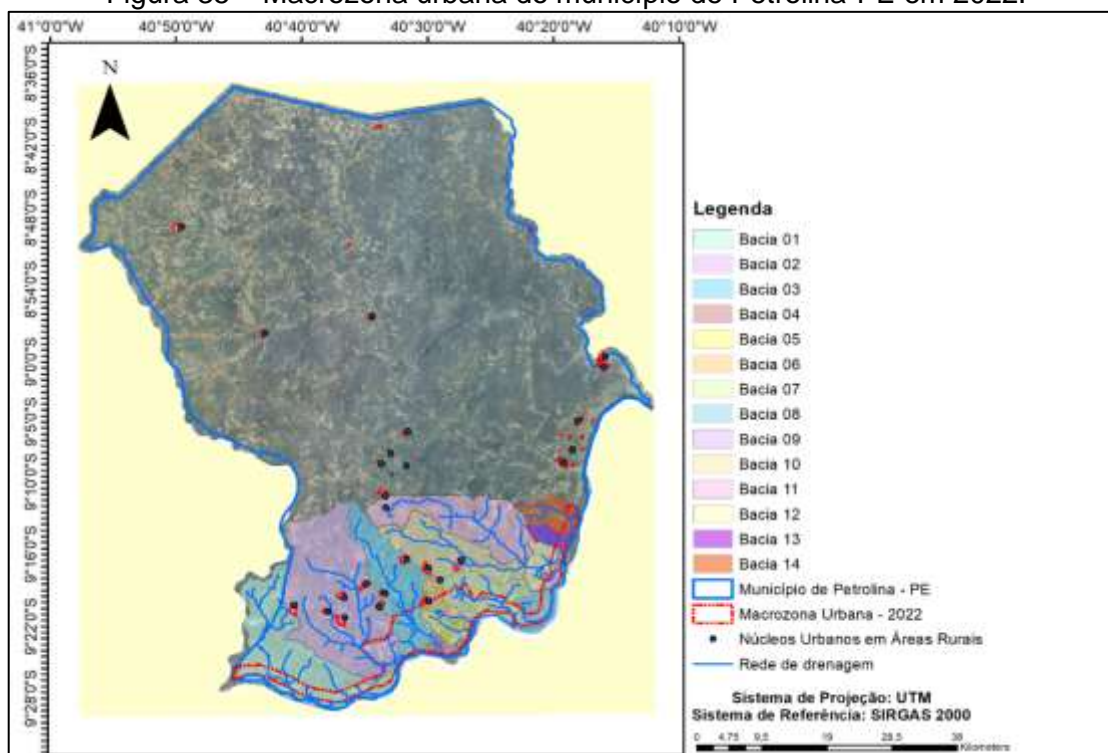 Figura 38 – Macrozona urbana do município de Petrolina-PE em 2022.
41°0'0"W 40°50'0"W 40°40'0"W 40°30'0"W 40°20'0"W 40°10'0"W
N
8°36'0"S
8°42'0"S
8°48'0"S
8°54'0"S
9°0'0"S
9°5'0"S
9°10'0"S
9°16'0"S
9°22'0"S
9°28'0"S
Legenda
Bacia 01
Bacia 02
Bacia 03
Bacia 04
Bacia 05
Bacia 06
Bacia 07
Bacia 08
Bacia 09
Bacia 10
Bacia 11
Bacia 12
Bacia 13
Bacia 14
Município de Petrolina - PE
Macrozona Urbana - 2022
Núcleos Urbanos em Áreas Rurais
Rede de drenagem
Sistema de Projeção: UTM
Sistema de Referência: SIRGAS 2000
0 4,75 9,5 19 28,5 38
Kilometers